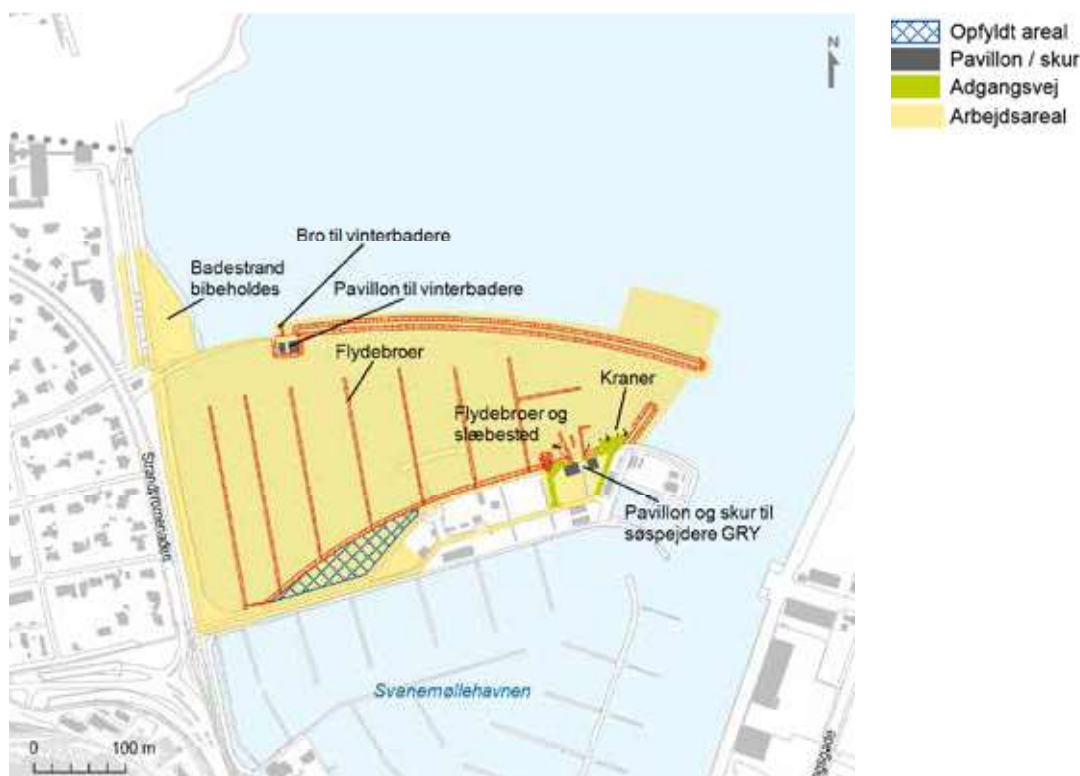 Opfyldt areal
Pavillon / skur
Adgangsvej
Arbejdsareal
N
Bro til vinterbadere
Badestrand
bibeholdes
Pavillon til vinterbadere
Flydebroer
Kraner
Flydebroer og
slæbested
Pavillon og skur til
søspejdere GRY
Strandpromenaden
Svanemøllehavnen
0 100 m